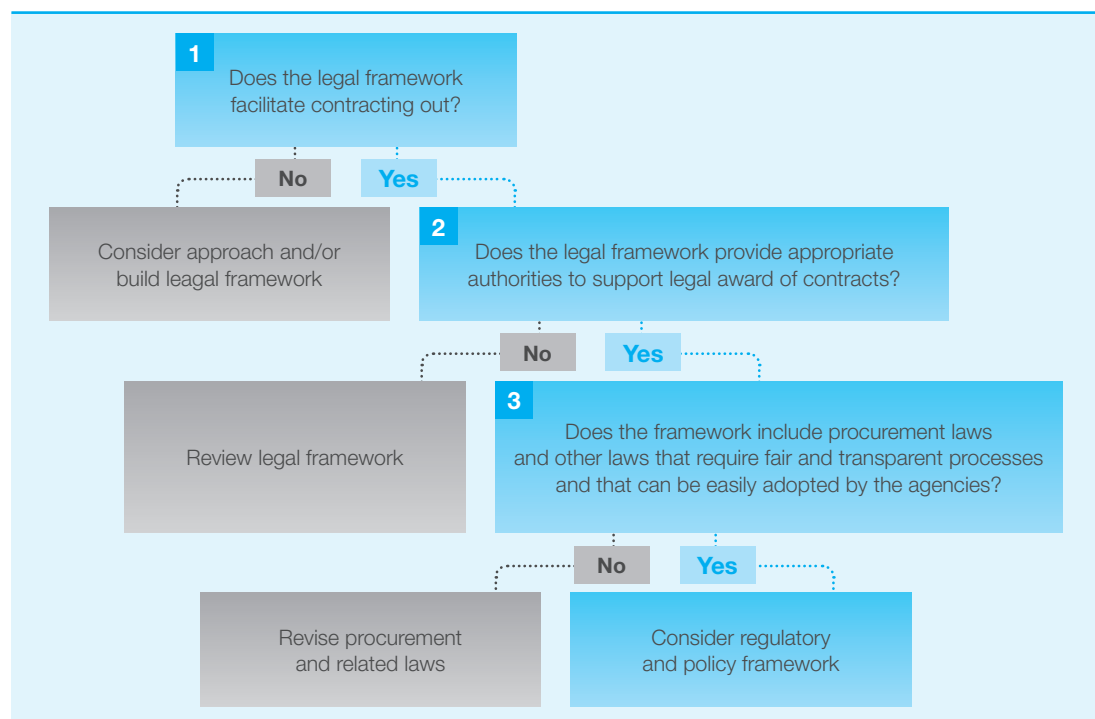 1
Does the legal framework
facilitate contracting out?
No
Yes
Consider approach and/or
build leagal framework
2
Does the legal framework provide appropriate
authorities to support legal award of contracts?
No
Yes
Review legal framework
3
Does the framework include procurement laws
and other laws that require fair and transparent processes
and that can be easily adopted by the agencies?
No
Yes
Revise procurement
and related laws
Consider regulatory
and policy framework